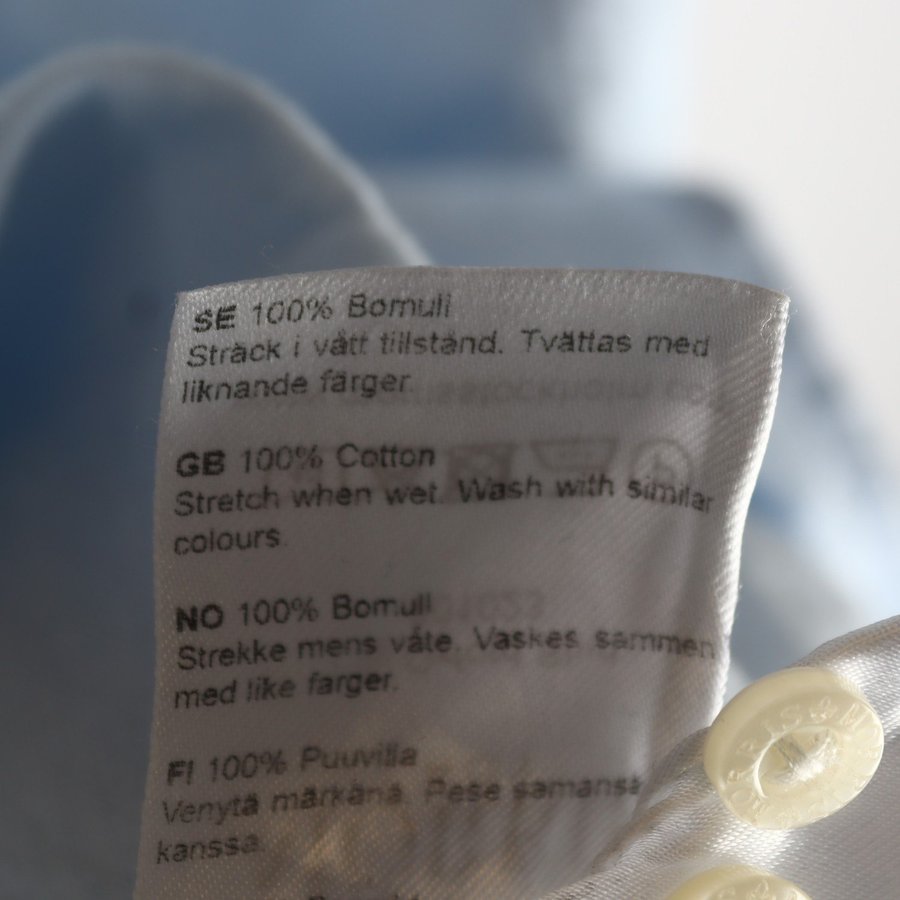 SE 100% Bomull
Sträck i vått tillstånd. Tvättas med
liknande färger.
GB 100% Cotton
Stretch when wet. Wash with similar
colours.
NO 100% Bomull
Strekke mens våte. Vaskes sammen
med like farger.
FI 100% Puuvilla
Venytä märkänä. Pese samansa
kanssa.
MORRIS & M